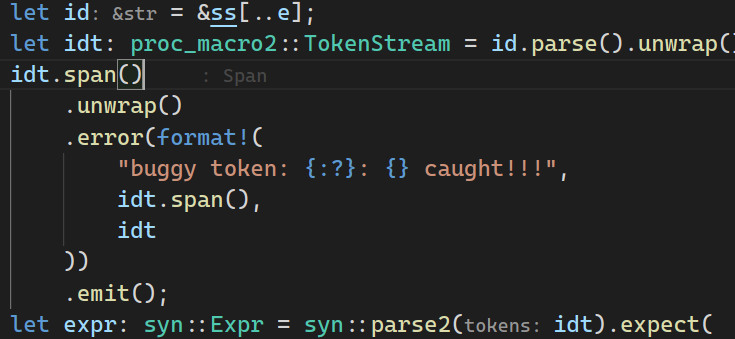 let id: &str = &ss[..e];
let idt: proc_macro2::TokenStream = id.parse().unwrap()
idt.span() : Span
.unwrap()
.error(format!(
"buggy token: {:?}: {} caught!!!",
idt.span(),
idt
))
.emit();
let expr: syn::Expr = syn::parse2(tokens: idt).expect(